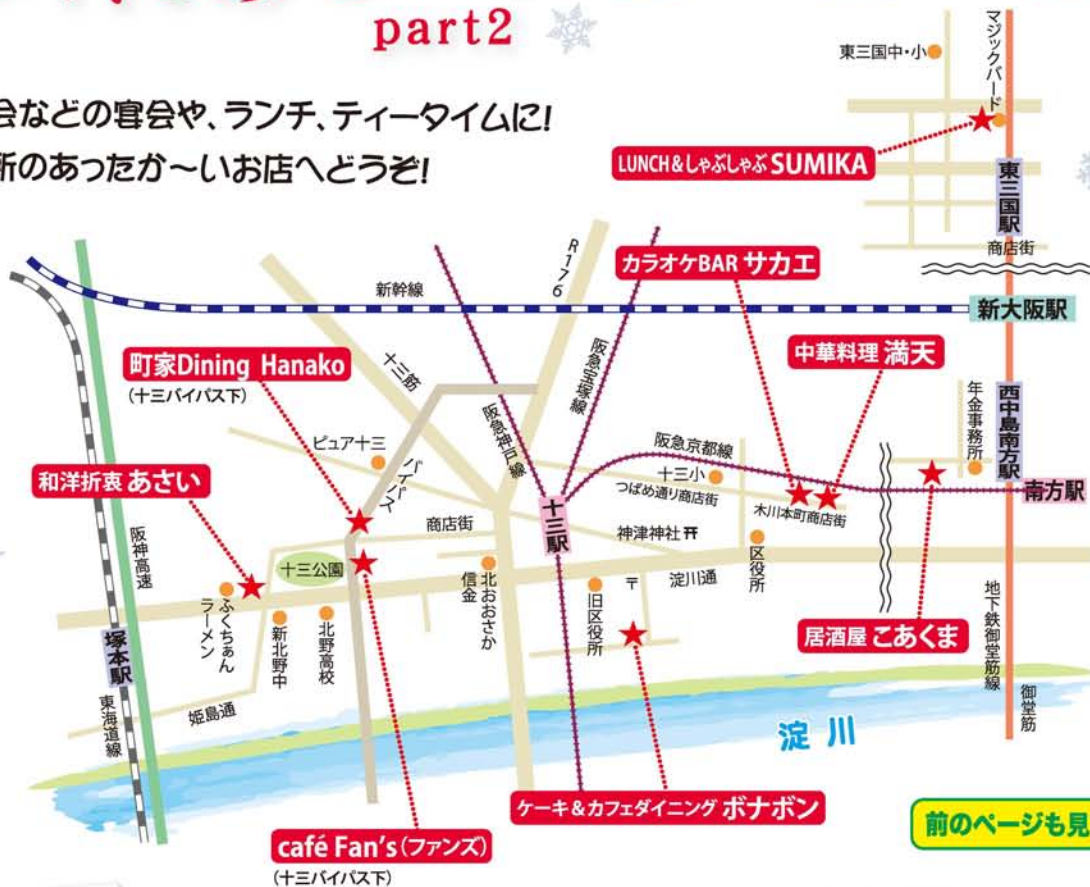 part2
会などの宴会や、ランチ、ティータイムに!
所のあったか〜いお店へどうぞ!
東三国中・小
マジックバード
LUNCH&しゃぶしゃぶ SUMIKA
東三国駅
商店街
R176
カラオケBAR サカエ
新幹線
新大阪駅
町家Dining Hanako
(十三バイパス下)
十三筋
阪急宝塚線
中華料理 満天
阪急神戸線
年金事務所
西中島南方駅
ピュア十三
バイパス
阪急京都線
十三小
つばめ通り商店街
和洋折衷 あさい
木川本町商店街
南方駅
商店街
十三駅
神津神社
阪神高速
十三公園
北おおさか
信金
淀川通
区役所
〒
旧区役所
ふくちぁん
ラーメン
新北野中
北野高校
居酒屋 こあくま
地下鉄御堂筋線
塚本駅
東海道線
姫島通
御堂筋
淀川
ケーキ&カフェダイニング ボナボン
café Fan's(ファンズ)
(十三バイパス下)
前のページも見